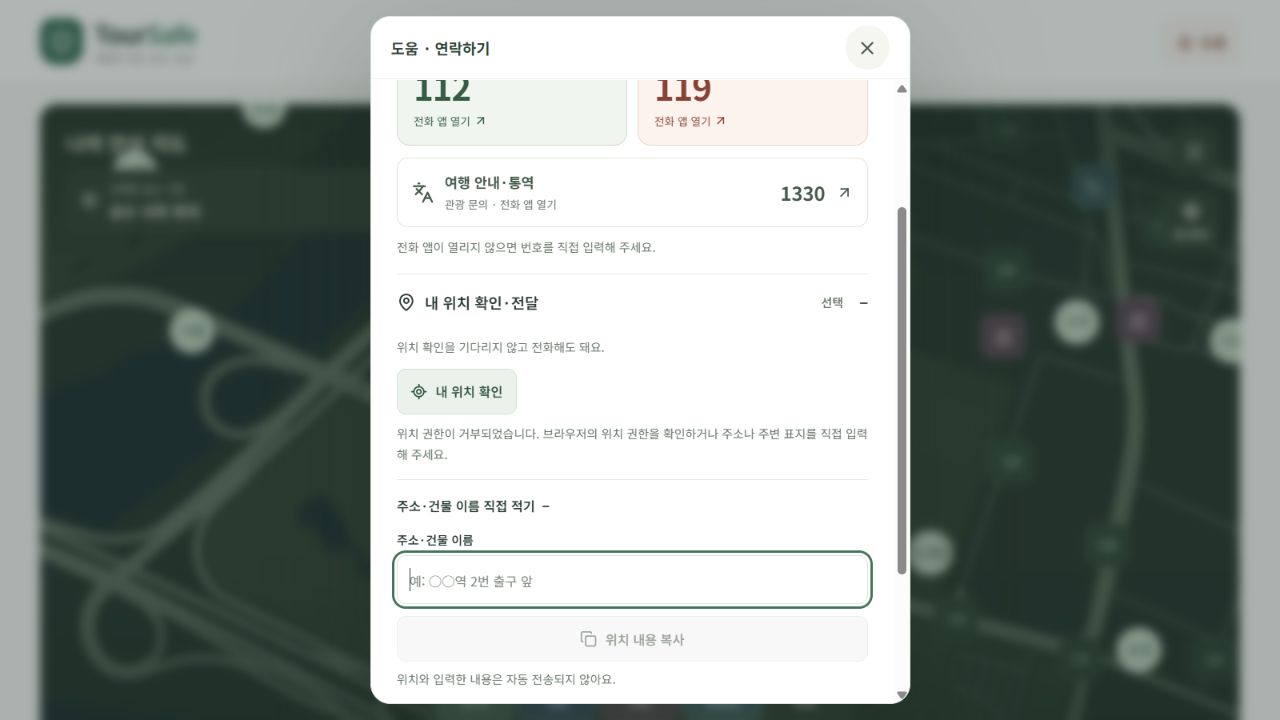 TourSafe
도움 · 연락하기
112
전화 앱 열기
119
전화 앱 열기
여행 안내·통역
관광 문의 · 전화 앱 열기
1330
전화 앱이 열리지 않으면 번호를 직접 입력해 주세요.
내 위치 확인·전달
선택 –
위치 확인을 기다리지 않고 전화해도 돼요.
내 위치 확인
위치 권한이 거부되었습니다. 브라우저의 위치 권한을 확인하거나 주소나 주변 표지를 직접 입력
해 주세요.
주소·건물 이름 직접 적기 –
주소·건물 이름
예: ○○역 2번 출구 앞
위치 내용 복사
위치와 입력한 내용은 자동 전송되지 않아요.